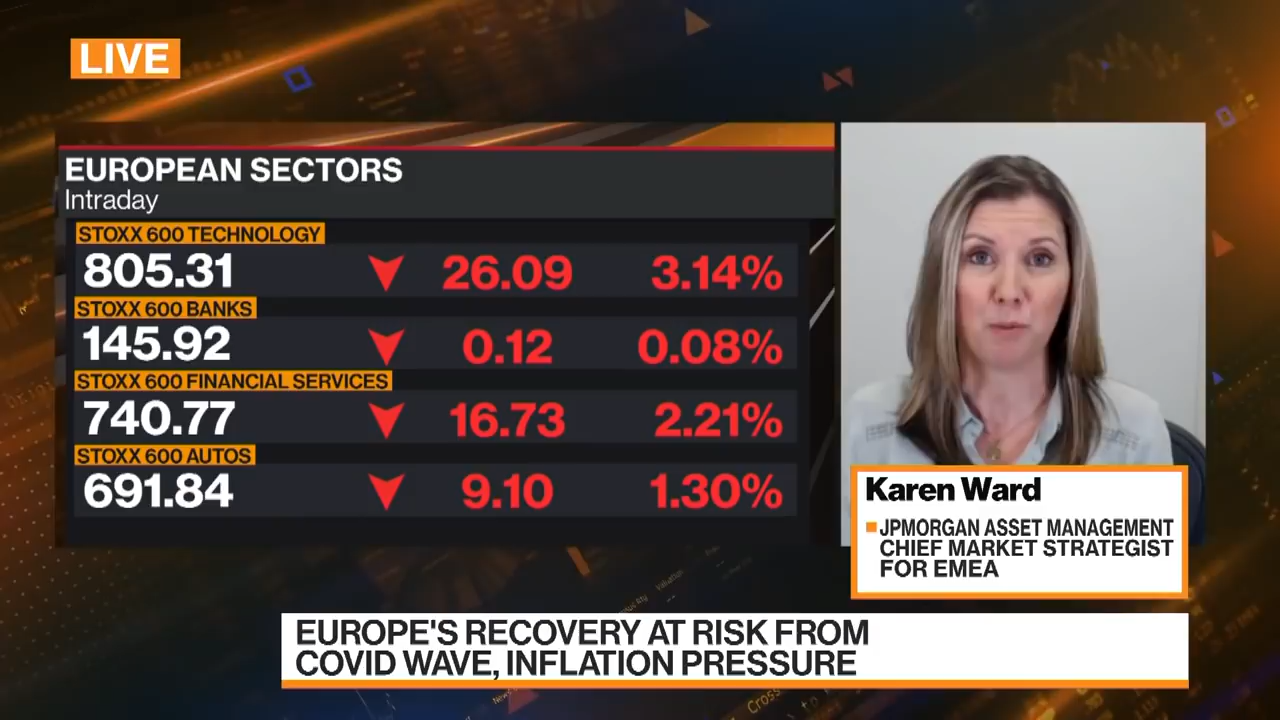 LIVE
EUROPEAN SECTORS
Intraday
STOXX 600 TECHNOLOGY
805.31 26.09 3.14%
STOXX 600 BANKS
145.92 0.12 0.08%
STOXX 600 FINANCIAL SERVICES
740.77 16.73 2.21%
STOXX 600 AUTOS
691.84 9.10 1.30%
Karen Ward
JPMORGAN ASSET MANAGEMENT
CHIEF MARKET STRATEGIST
FOR EMEA
EUROPE'S RECOVERY AT RISK FROM
COVID WAVE, INFLATION PRESSURE